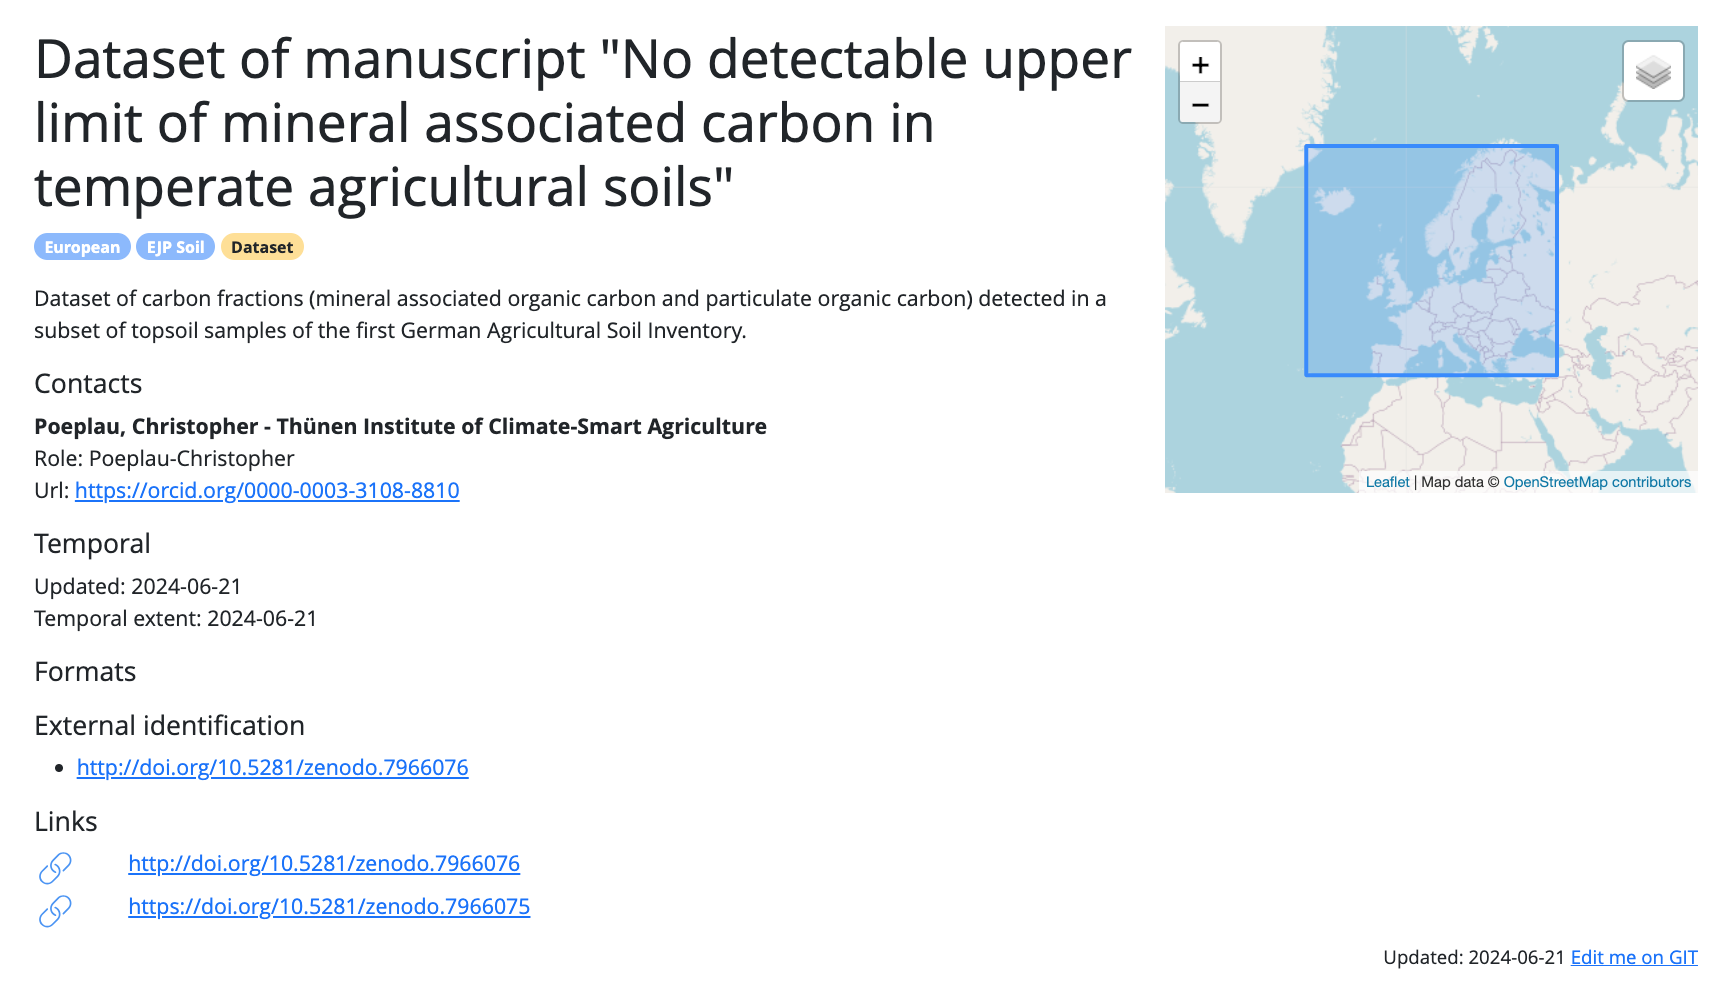 Dataset of manuscript "No detectable upper
limit of mineral associated carbon in
temperate agricultural soils"
European EJP Soil Dataset
Dataset of carbon fractions (mineral associated organic carbon and particulate organic carbon) detected in a
subset of topsoil samples of the first German Agricultural Soil Inventory.
Contacts
Poeplau, Christopher - Thünen Institute of Climate-Smart Agriculture
Role: Poeplau-Christopher
Url: https://orcid.org/0000-0003-3108-8810
Temporal
Updated: 2024-06-21
Temporal extent: 2024-06-21
Formats
External identification
• http://doi.org/10.5281/zenodo.7966076
Links
http://doi.org/10.5281/zenodo.7966076
https://doi.org/10.5281/zenodo.7966075
+
−
Leaflet | Map data © OpenStreetMap contributors
Updated: 2024-06-21 Edit me on GIT